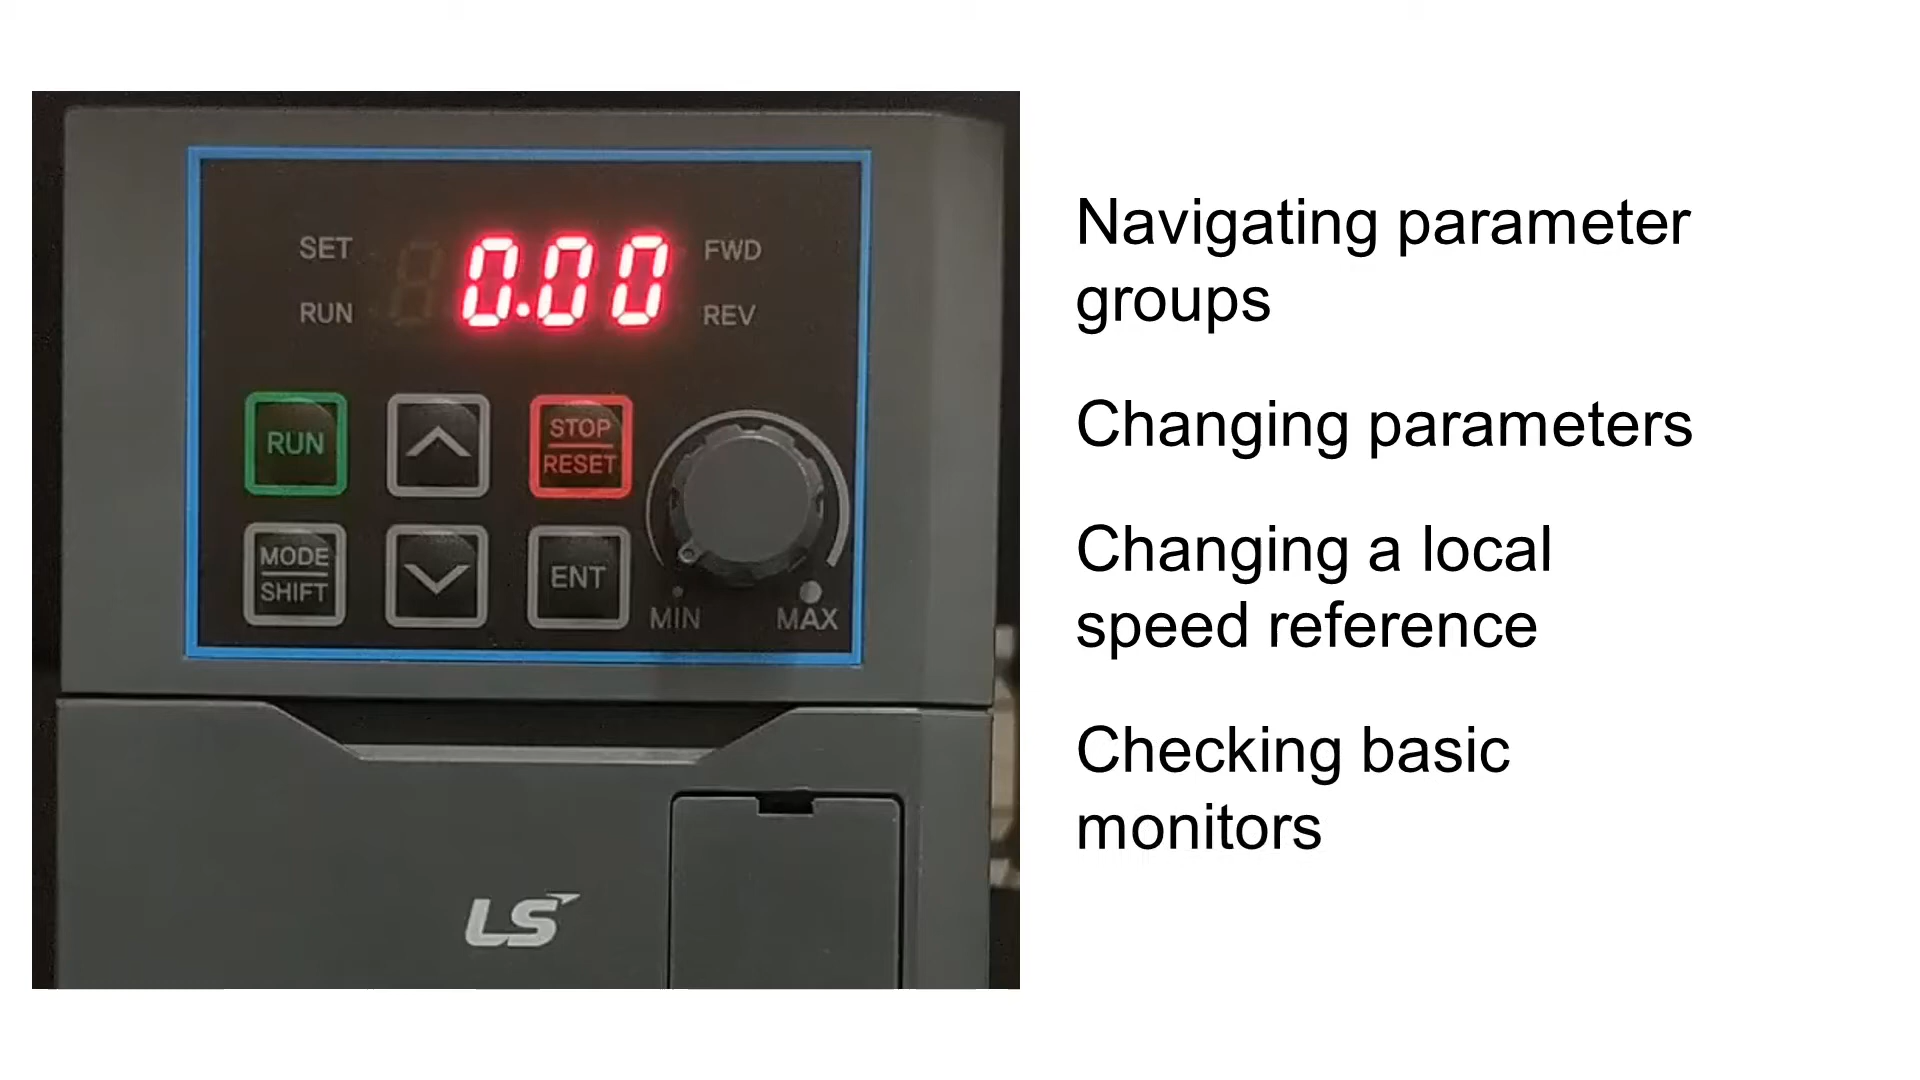 SET
0.00
FWD
RUN
REV
RUN
STOP
RESET
MODE
SHIFT
ENT
MIN
MAX
LS
Navigating parameter
groups
Changing parameters
Changing a local
speed reference
Checking basic
monitors